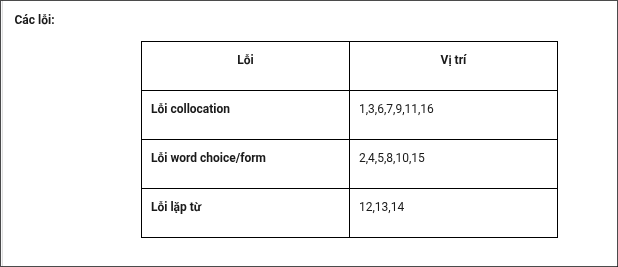 Các lỗi:
Lỗi Vị trí
Lỗi collocation 1,3,6,7,9,11,16
Lỗi word choice/form 2,4,5,8,10,15
Lỗi lặp từ 12,13,14